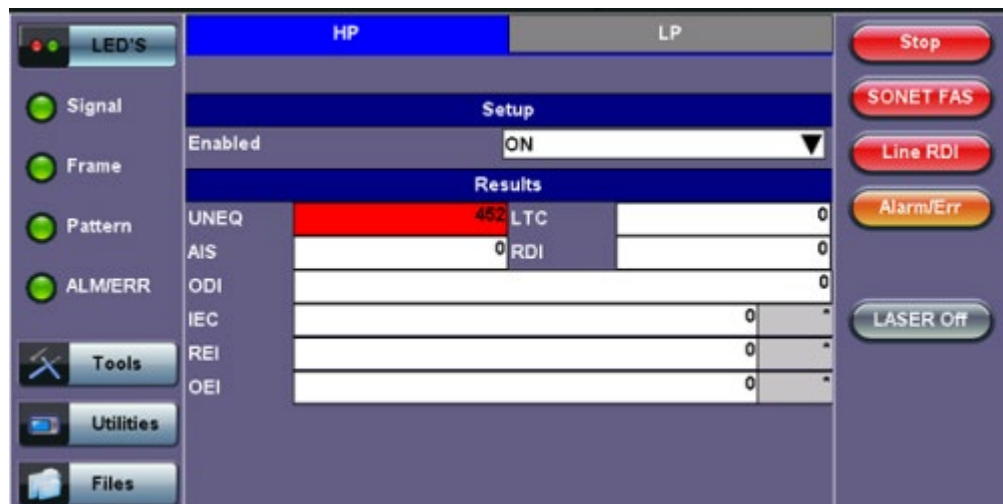 LED'S
Signal
Frame
Pattern
ALM/ERR
Tools
Utilities
Files
HP LP
Setup
Enabled ON
Results
UNEQ 452 LTC 0
AIS 0 RDI 0
ODI 0
IEC 0 *
REI 0 *
OEI 0 *
Stop
SONET FAS
Line RDI
Alarm/Err
LASER Off